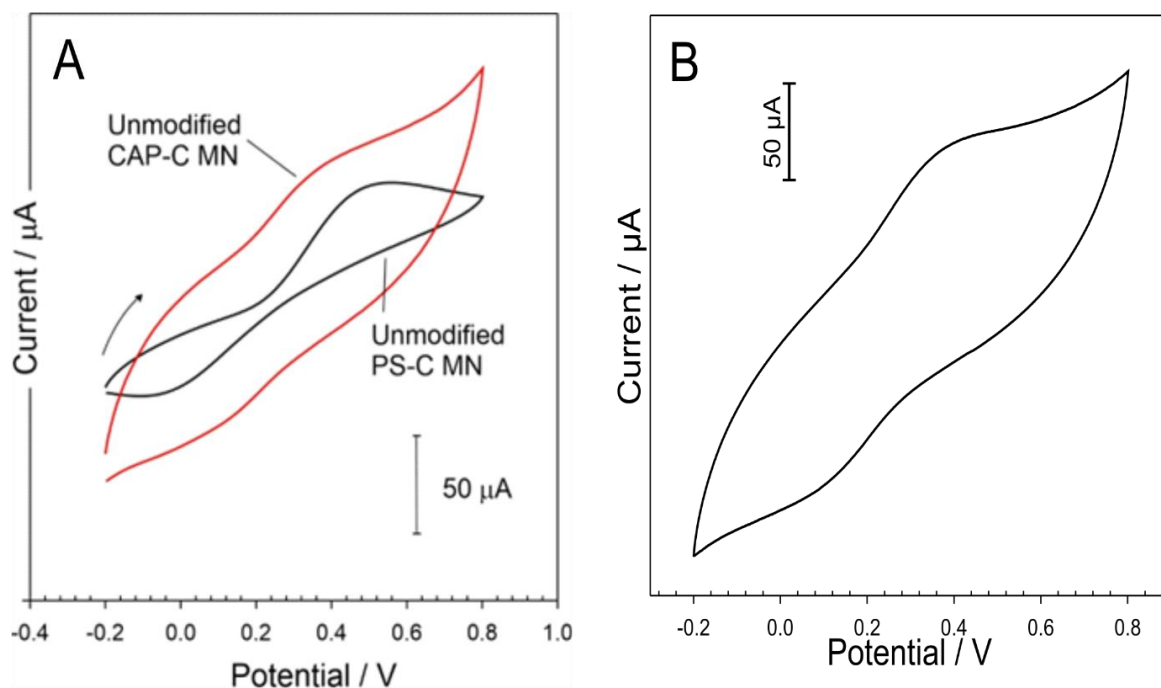 A
Unmodified
CAP-C MN
Unmodified
PS-C MN
50 µA
Current / µA
-0.4 -0.2 0.0 0.2 0.4 0.6 0.8 1.0
Potential / V
B
50 µA
Current / µA
-0.2 0.0 0.2 0.4 0.6 0.8
Potential / V